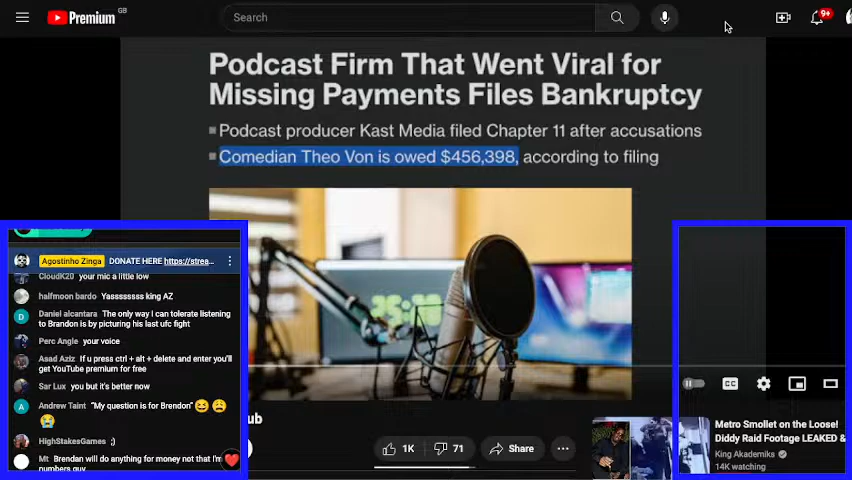 Premium GB
Search
9+
Podcast Firm That Went Viral for
Missing Payments Files Bankruptcy
Podcast producer Kast Media filed Chapter 11 after accusations
Comedian Theo Von is owed $456,398, according to filing
Agostinho Zinga DONATE HERE https://strea...
CloudK20 your mic a little low
halfmoon bardo Yasssssssss king AZ
Daniel alcantara The only way I can tolerate listening
to Brandon is by picturing his last ufc fight
Perc Angle your voice
Asad Aziz If u press ctrl + alt + delete and enter you'll
get YouTube premium for free
Sar Lux you but it's better now
Andrew Taint "My question is for Brendon"
HighStakesGames ;)
Mt Brendan will do anything for money not that I'm
numbers guy
ub
1K
71
Share
CC
Metro Smollet on the Loose!
Diddy Raid Footage LEAKED &
King Akademiks
14K watching